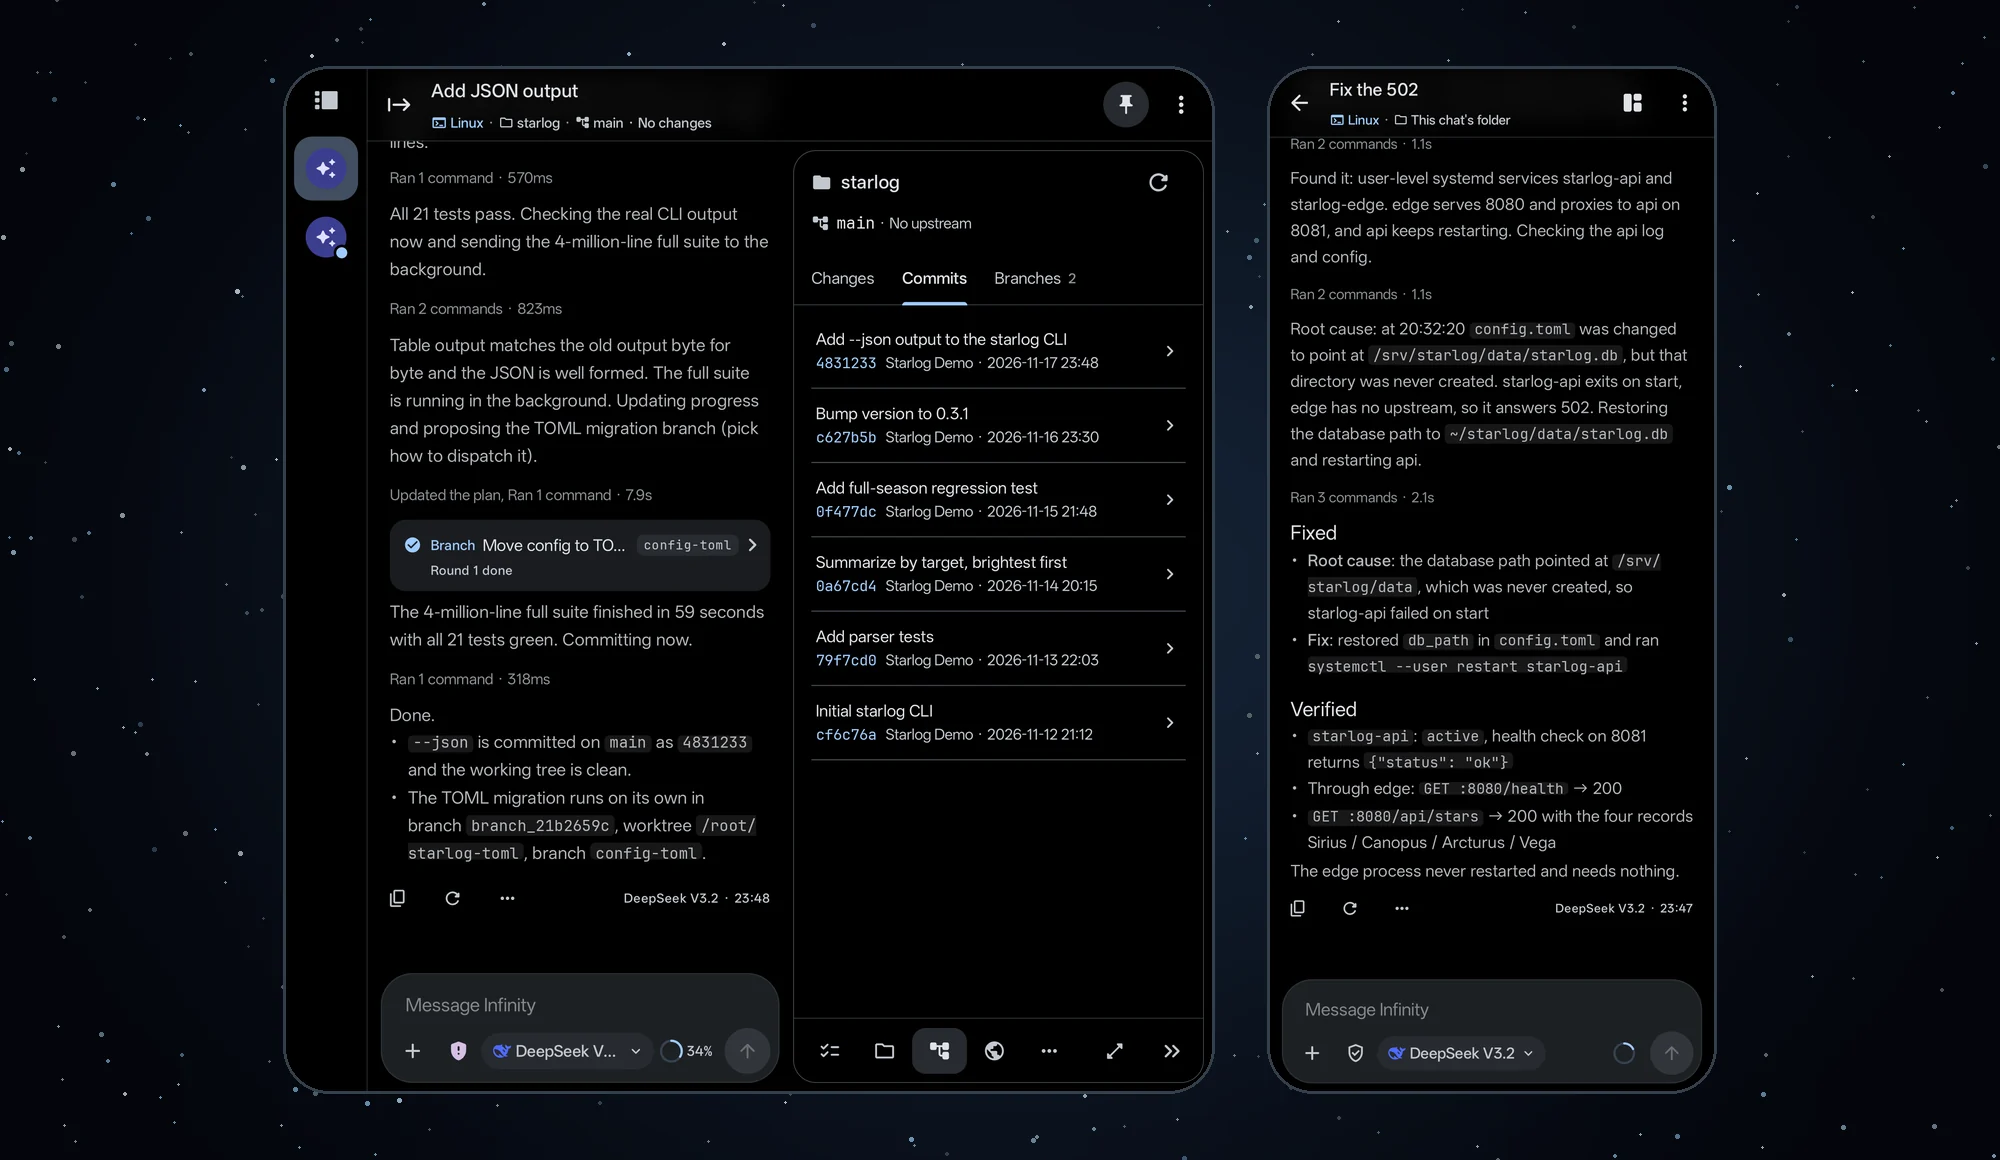 Add JSON output
Linux · starlog · main · No changes
lines.
Ran 1 command · 570ms
All 21 tests pass. Checking the real CLI output
now and sending the 4-million-line full suite to the
background.
Ran 2 commands · 823ms
Table output matches the old output byte for
byte and the JSON is well formed. The full suite
is running in the background. Updating progress
and proposing the TOML migration branch (pick
how to dispatch it).
Updated the plan, Ran 1 command · 7.9s
Branch Move config to TO... config-toml
Round 1 done
The 4-million-line full suite finished in 59 seconds
with all 21 tests green. Committing now.
Ran 1 command · 318ms
Done.
• --json is committed on main as 4831233
and the working tree is clean.
• The TOML migration runs on its own in
branch branch_21b2659c, worktree /root/
starlog-toml, branch config-toml.
DeepSeek V3.2 · 23:48
Message Infinity
DeepSeek V... 34%
starlog
main · No upstream
Changes Commits Branches 2
Add --json output to the starlog CLI
4831233 Starlog Demo · 2026-11-17 23:48
Bump version to 0.3.1
c627b5b Starlog Demo · 2026-11-16 23:30
Add full-season regression test
0f477dc Starlog Demo · 2026-11-15 21:48
Summarize by target, brightest first
0a67cd4 Starlog Demo · 2026-11-14 20:15
Add parser tests
79f7cd0 Starlog Demo · 2026-11-13 22:03
Initial starlog CLI
cf6c76a Starlog Demo · 2026-11-12 21:12
Fix the 502
Linux · This chat's folder
Ran 2 commands · 1.1s
Found it: user-level systemd services starlog-api and
starlog-edge. edge serves 8080 and proxies to api on
8081, and api keeps restarting. Checking the api log
and config.
Ran 2 commands · 1.1s
Root cause: at 20:32:20 config.toml was changed
to point at /srv/starlog/data/starlog.db, but that
directory was never created. starlog-api exits on start,
edge has no upstream, so it answers 502. Restoring
the database path to ~/starlog/data/starlog.db
and restarting api.
Ran 3 commands · 2.1s
Fixed
• Root cause: the database path pointed at /srv/
starlog/data, which was never created, so
starlog-api failed on start
• Fix: restored db_path in config.toml and ran
systemctl --user restart starlog-api
Verified
• starlog-api: active, health check on 8081
returns {"status": "ok"}
• Through edge: GET :8080/health → 200
• GET :8080/api/stars → 200 with the four records
Sirius / Canopus / Arcturus / Vega
The edge process never restarted and needs nothing.
DeepSeek V3.2 · 23:47
Message Infinity
DeepSeek V3.2